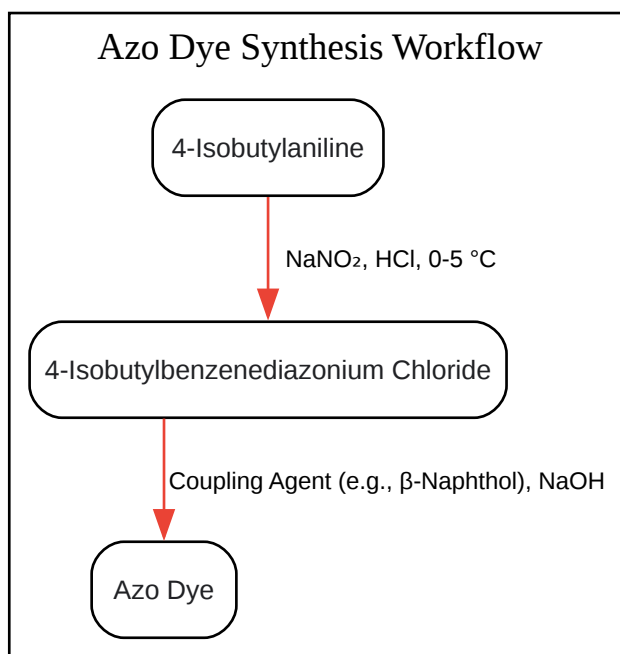 Azo Dye Synthesis Workflow
4-Isobutylaniline
NaNO₂, HCl, 0-5 °C
4-Isobutylbenzenediazonium Chloride
Coupling Agent (e.g., β-Naphthol), NaOH
Azo Dye